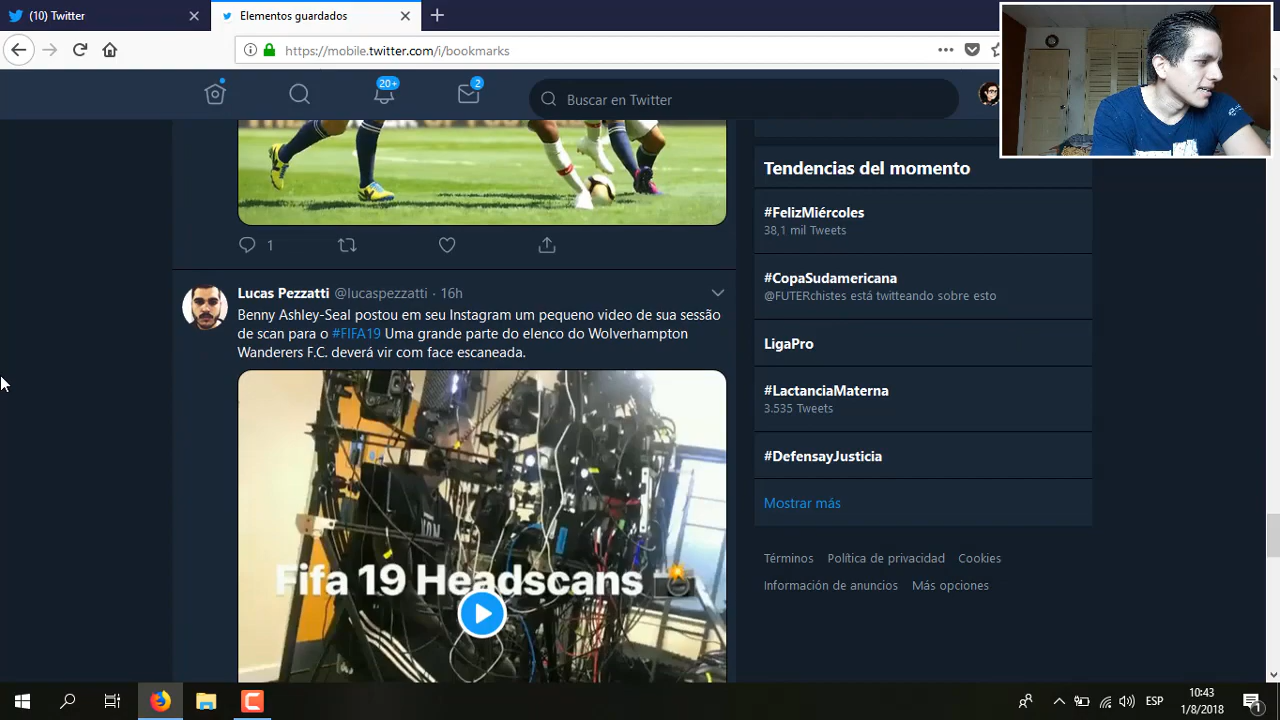 (10) Twitter
Elementos guardados
https://mobile.twitter.com/i/bookmarks
20+
2
Buscar en Twitter
1
Lucas Pezzatti @lucaspezzatti · 16h
Benny Ashley-Seal postou em seu Instagram um pequeno video de sua sessão
de scan para o #FIFA19 Uma grande parte do elenco do Wolverhampton
Wanderers F.C. deverá vir com face escaneada.
Fifa 19 Headscans
Tendencias del momento
#FelizMiércoles
38,1 mil Tweets
#CopaSudamericana
@FUTERchistes está twitteando sobre esto
LigaPro
#LactanciaMaterna
3.535 Tweets
#DefensayJusticia
Mostrar más
Términos Política de privacidad Cookies
Información de anuncios Más opciones
ESP
10:43
1/8/2018
1